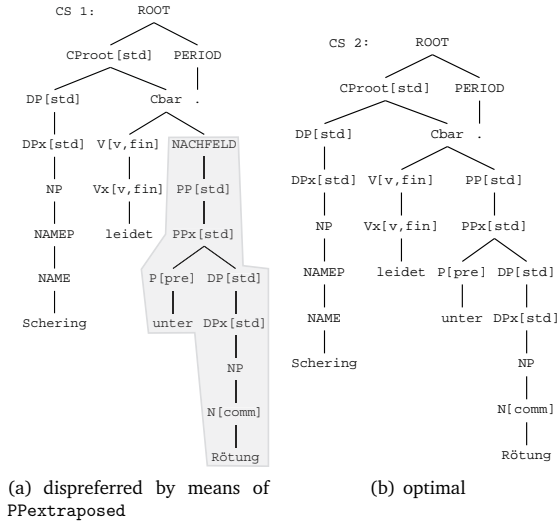 CS 1: ROOT
CProot[std] PERIOD
DP[std] Cbar .
DPx[std] V[v,fin] NACHFELD
NP Vx[v,fin] PP[std]
NAMEP leidet PPx[std]
NAME P[pre] DP[std]
Schering unter DPx[std]
NP
N[comm]
Rötung
(a) dispreferred by means of
PPextraposed
CS 2: ROOT
CProot[std] PERIOD
DP[std] Cbar .
DPx[std] V[v,fin] PP[std]
NP Vx[v,fin] PPx[std]
NAMEP leidet P[pre] DP[std]
NAME unter DPx[std]
Schering NP
N[comm]
Rötung
(b) optimal